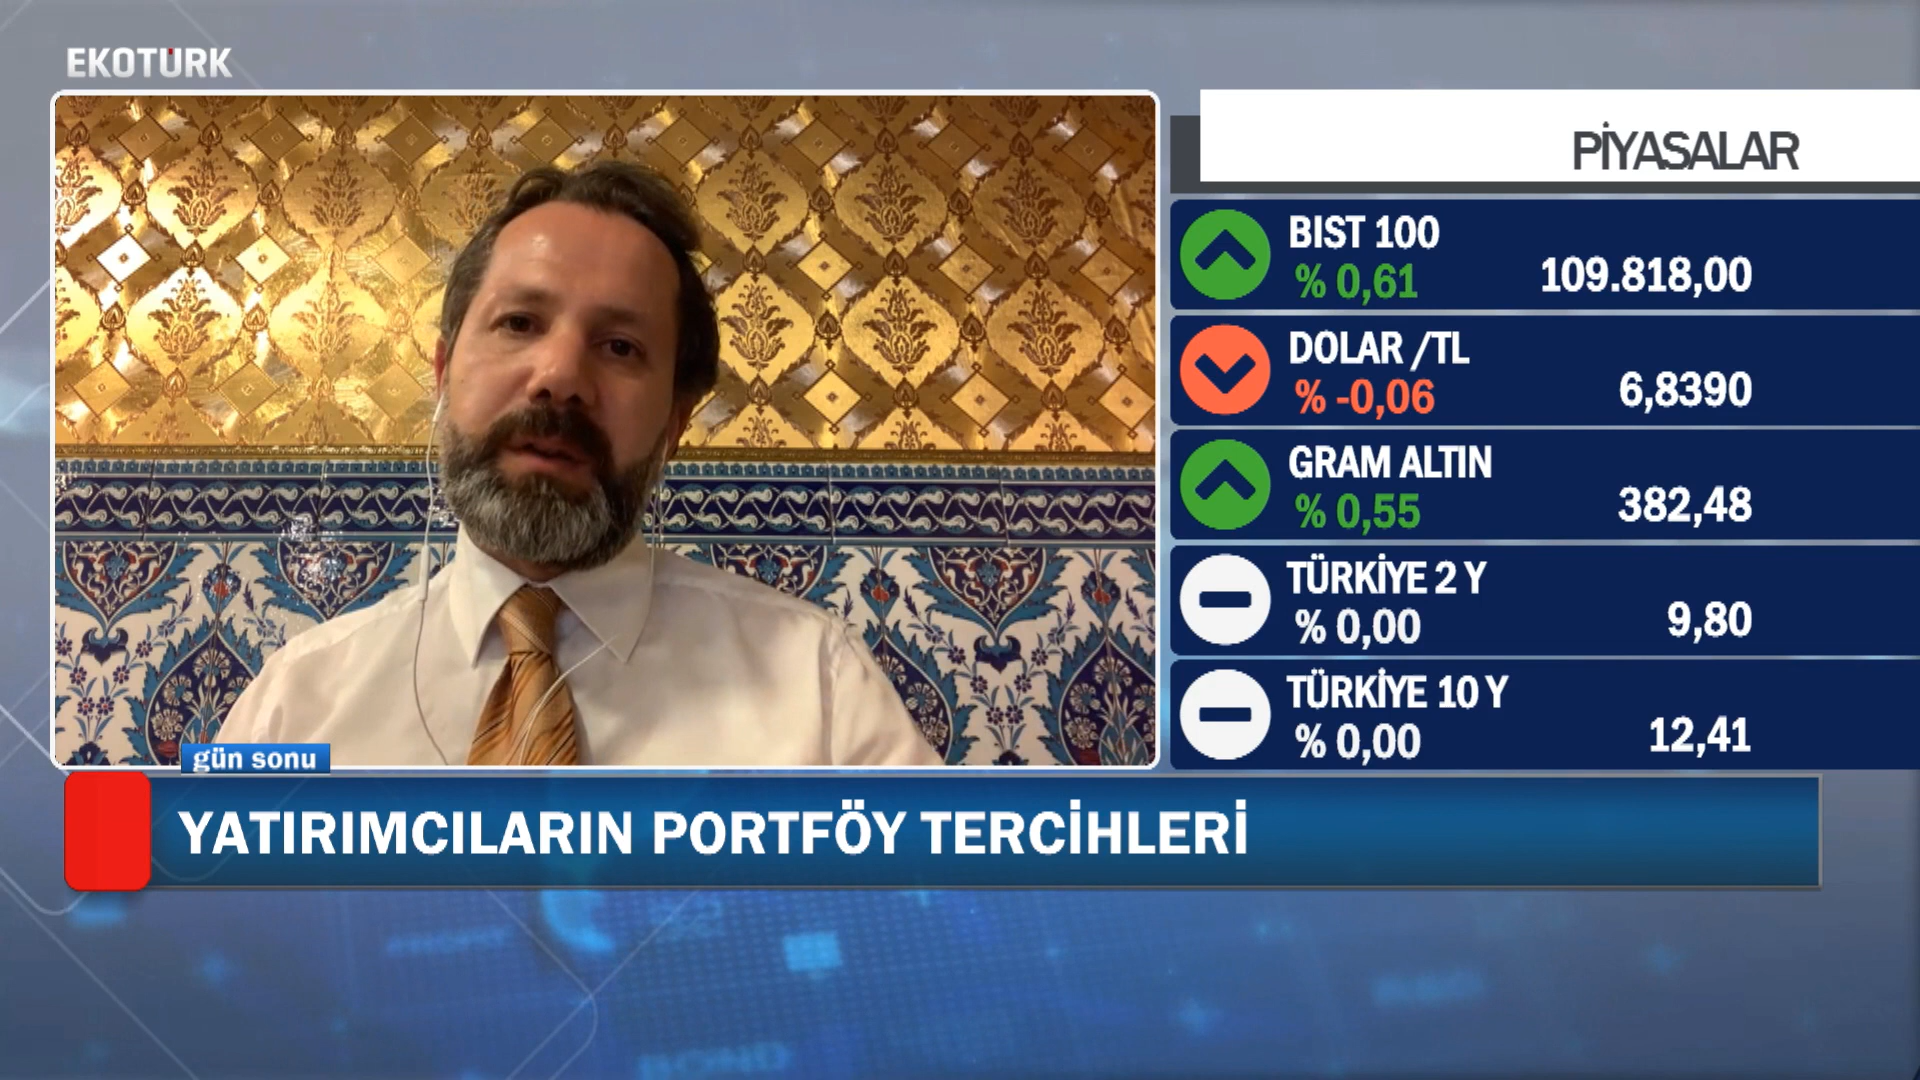 EKOTÜRK
PİYASALAR
BIST 100
% 0,61
109.818,00
DOLAR /TL
% -0,06
6,8390
GRAM ALTIN
% 0,55
382,48
TÜRKİYE 2 Y
% 0,00
9,80
TÜRKİYE 10 Y
% 0,00
12,41
gün sonu
YATIRIMCILARIN PORTFÖY TERCİHLERİ
PROFIT
BOND